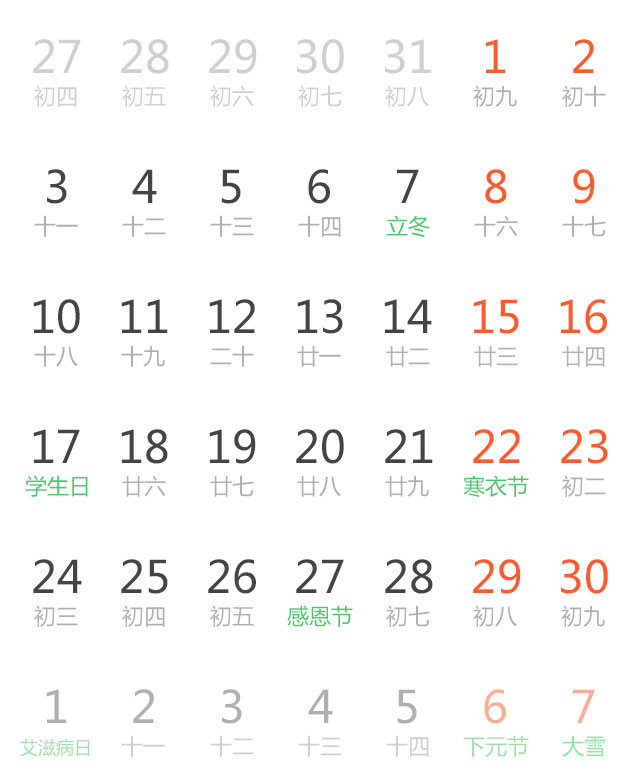 27 28 29 30 31 1 2
初四 初五 初六 初七 初八 初九 初十
3 4 5 6 7 8 9
十一 十二 十三 十四 立冬 十六 十七
10 11 12 13 14 15 16
十八 十九 二十 廿一 廿二 廿三 廿四
17 18 19 20 21 22 23
学生日 廿六 廿七 廿八 廿九 寒衣节 初二
24 25 26 27 28 29 30
初三 初四 初五 感恩节 初七 初八 初九
1 2 3 4 5 6 7
艾滋病日 十一 十二 十三 十四 下元节 大雪